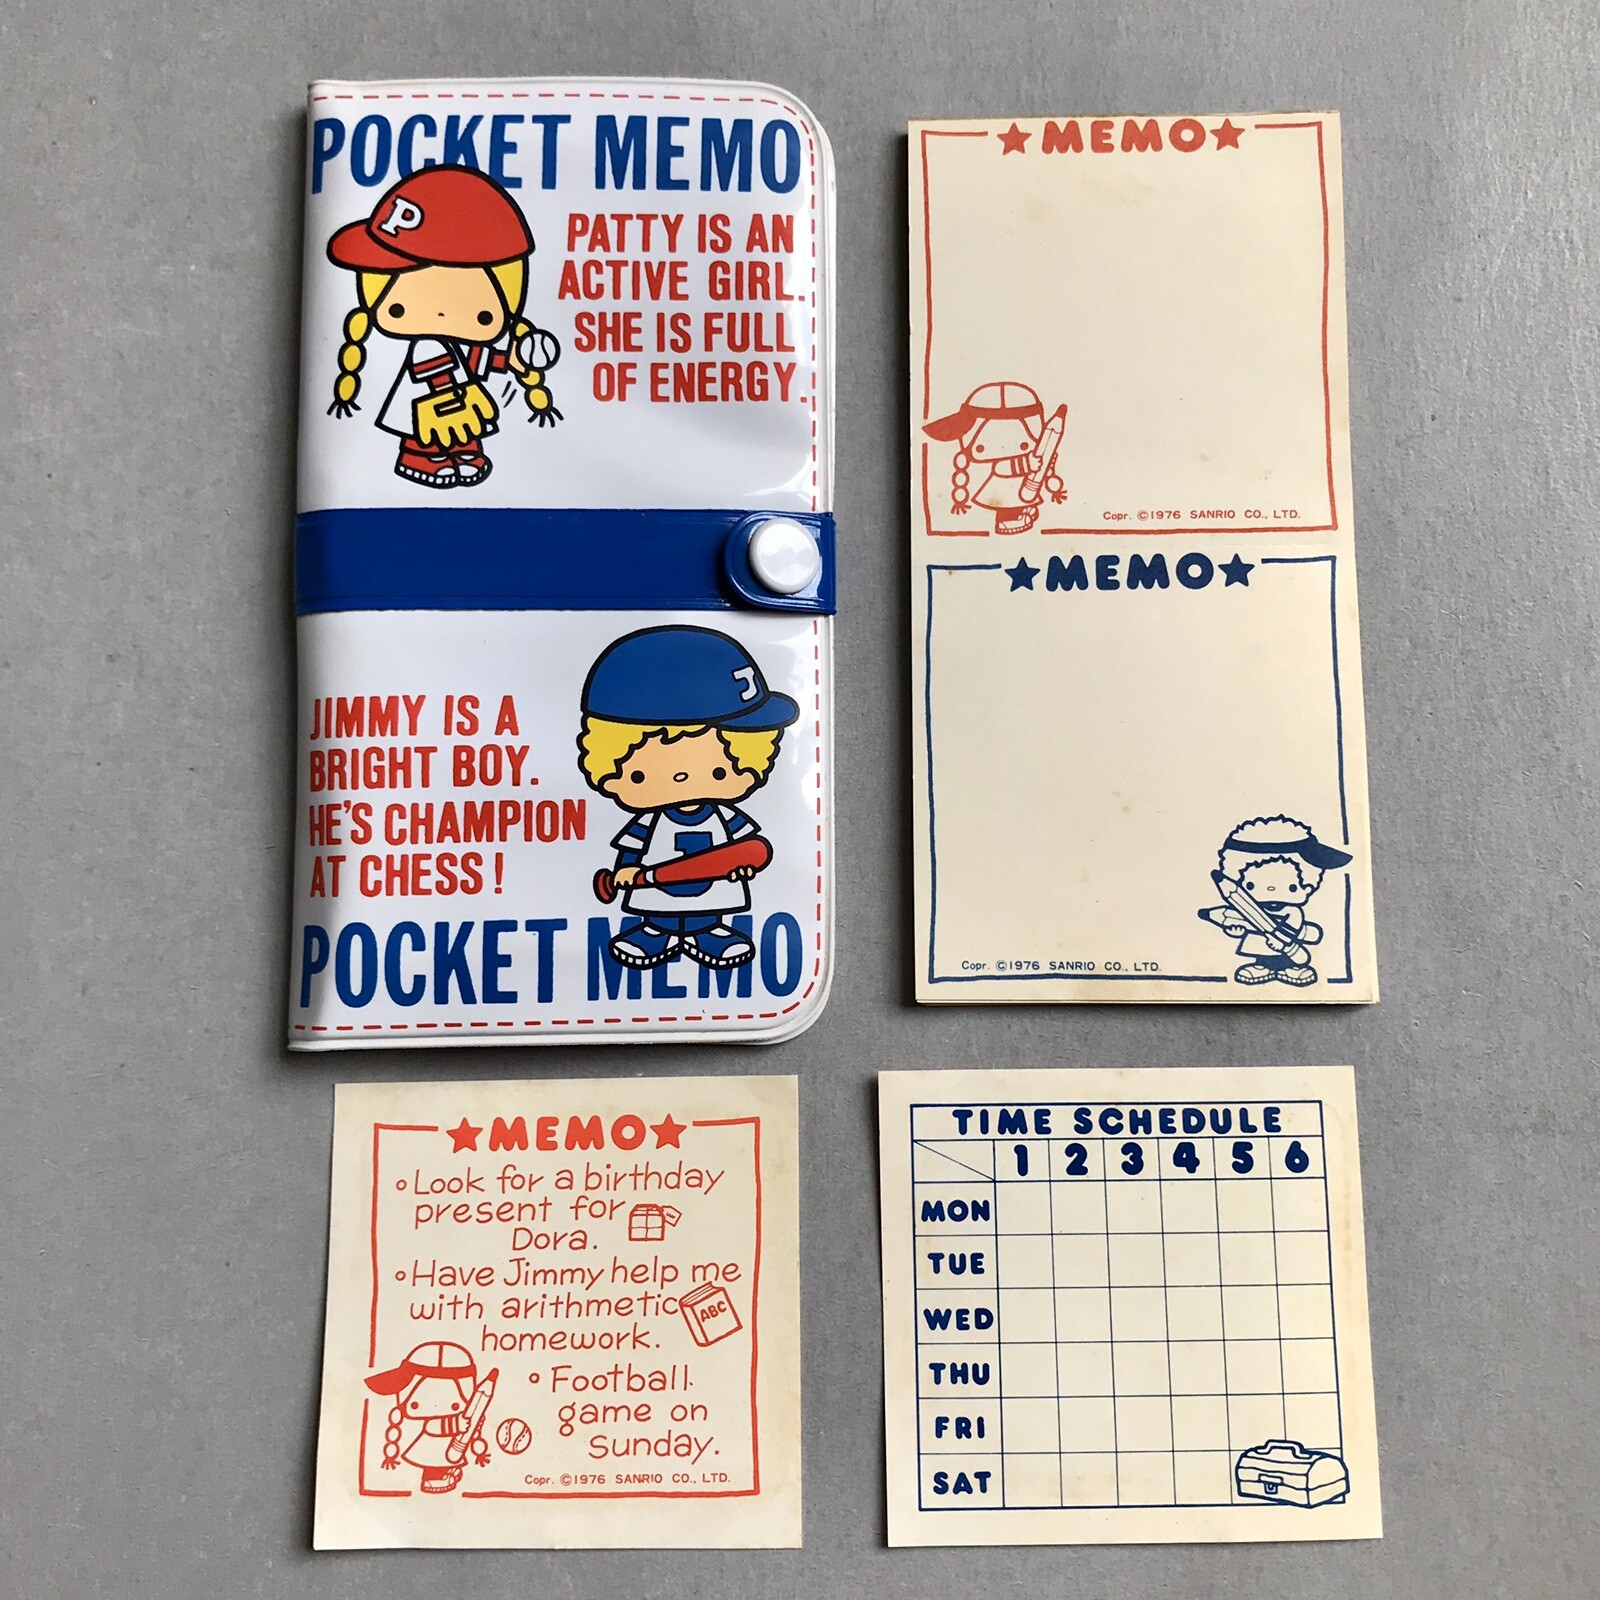 POCKET MEMO
P
PATTY IS AN
ACTIVE GIRL.
SHE IS FULL
OF ENERGY.
J
JIMMY IS A
BRIGHT BOY.
HE'S CHAMPION
AT CHESS!
J
POCKET MEMO
★MEMO★
Copr. ©1976 SANRIO CO., LTD.
★MEMO★
Copr. ©1976 SANRIO CO., LTD.
★MEMO★
• Look for a birthday
present for
Dora.
• Have Jimmy help me
with arithmetic
ABC
homework.
• Football
game on
Sunday.
Copr. ©1976 SANRIO CO., LTD.
TIME SCHEDULE
1 2 3 4 5 6
MON
TUE
WED
THU
FRI
SAT